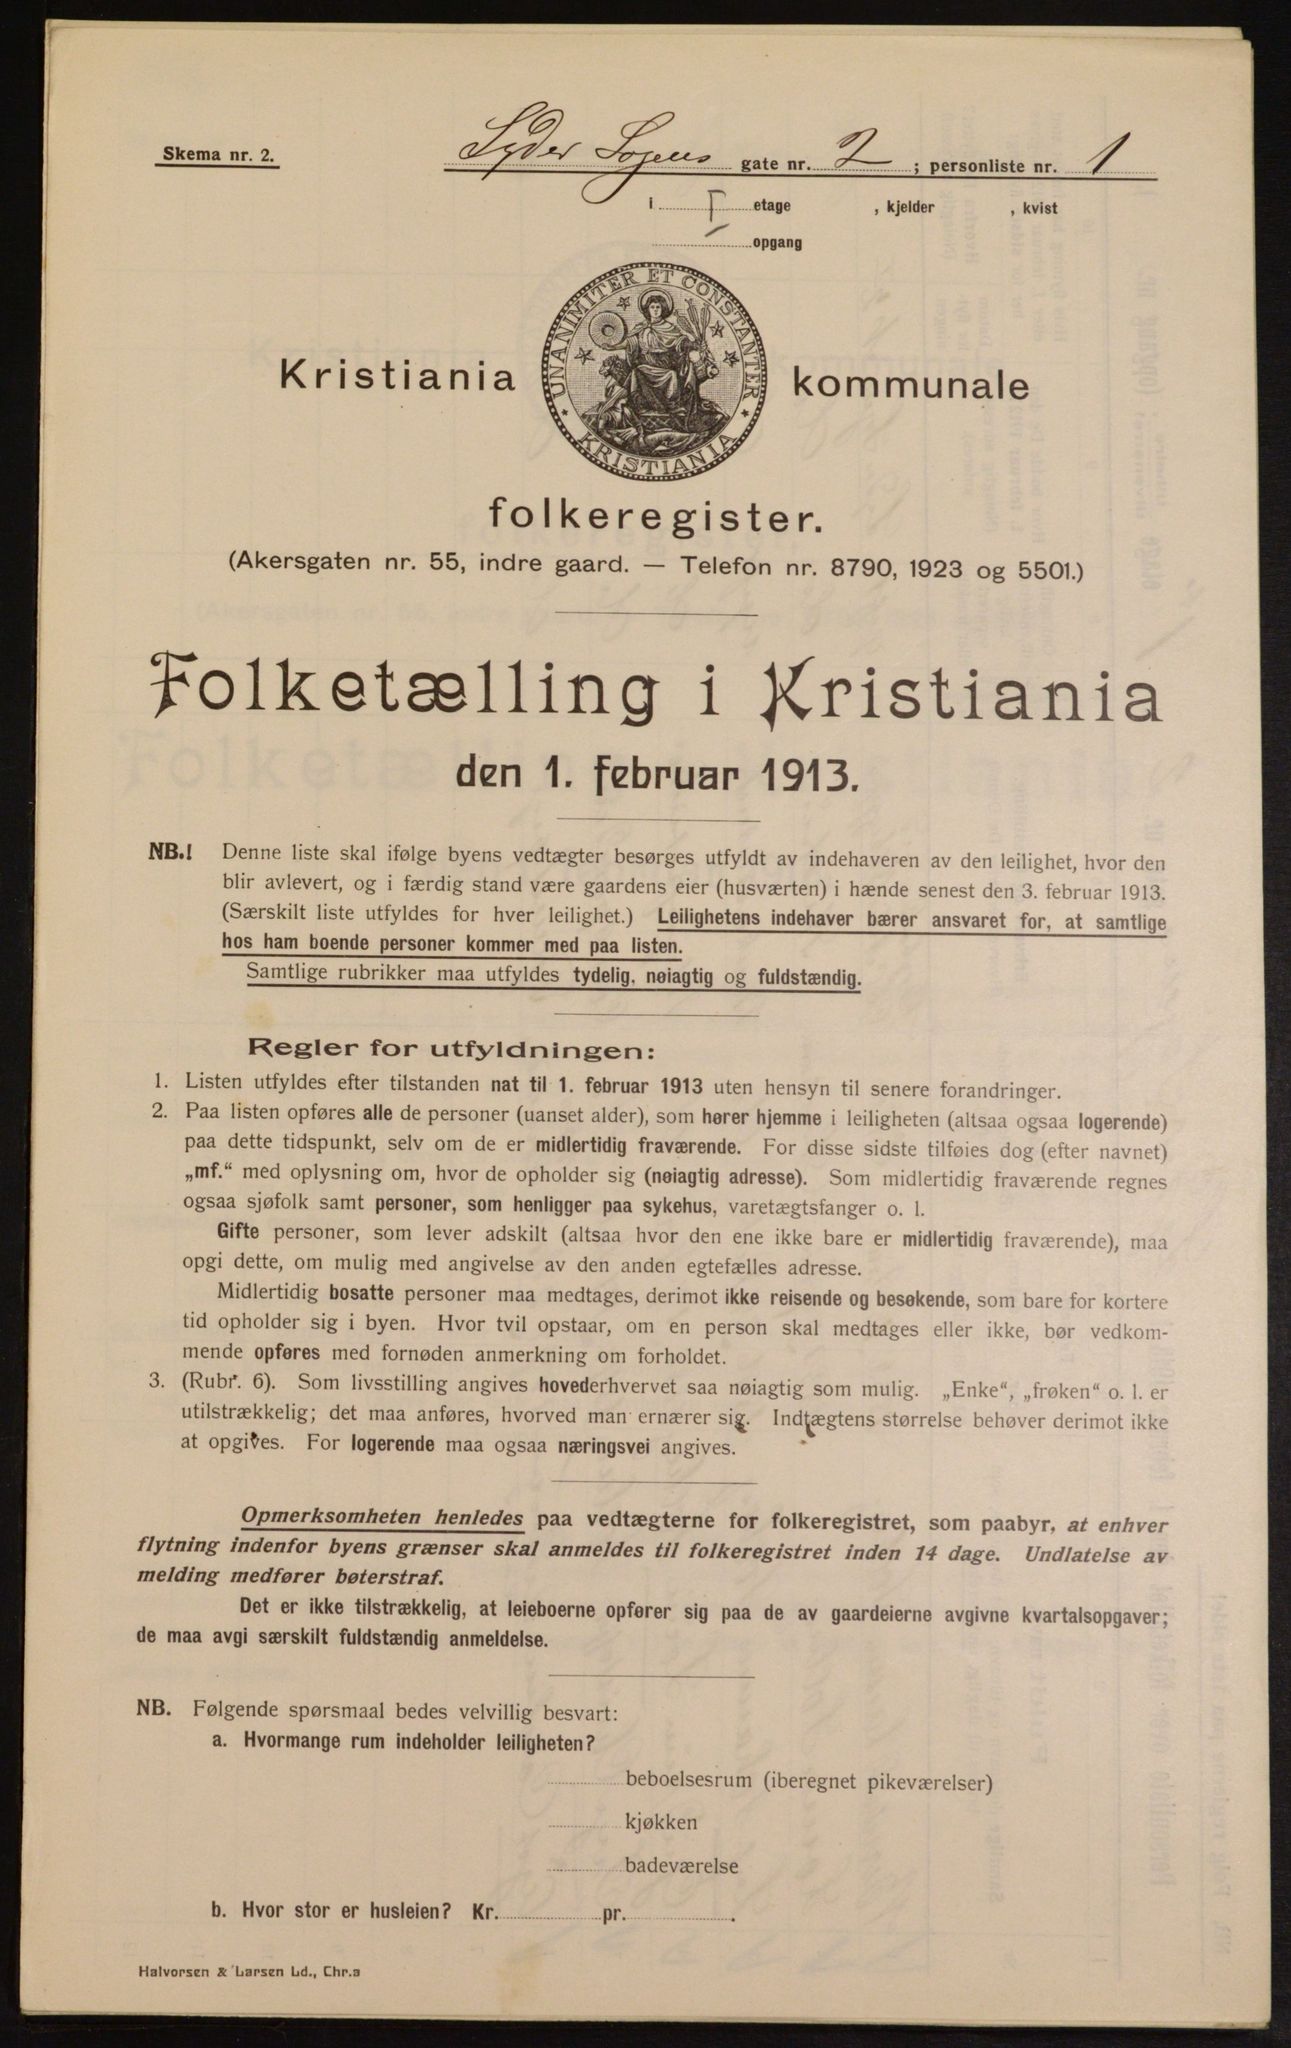 Skema nr. 2.
Lyder Sagens gate nr. 2 ; personliste nr. 1
i I etage , kjelder , kvist
opgang
UNANIMITER ET CONSTANTER
KRISTIANIA
Kristiania kommunale
folkeregister.
(Akersgaten nr. 55, indre gaard. — Telefon nr. 8790, 1923 og 5501.)
Folketælling i Kristiania
den 1. februar 1913.
NB.! Denne liste skal ifølge byens vedtægter besørges utfyldt av indehaveren av den leilighet, hvor den
blir avlevert, og i færdig stand være gaardens eier (husværten) i hænde senest den 3. februar 1913.
(Særskilt liste utfyldes for hver leilighet.) Leilighetens indehaver bærer ansvaret for, at samtlige
hos ham boende personer kommer med paa listen.
Samtlige rubrikker maa utfyldes tydelig, nøiagtig og fuldstændig.
Regler for utfyldningen:
1. Listen utfyldes efter tilstanden nat til 1. februar 1913 uten hensyn til senere forandringer.
2. Paa listen opføres alle de personer (uanset alder), som hører hjemme i leiligheten (altsaa ogsaa logerende)
paa dette tidspunkt, selv om de er midlertidig fraværende. For disse sidste tilføies dog (efter navnet)
„mf.“ med oplysning om, hvor de opholder sig (nøiagtig adresse). Som midlertidig fraværende regnes
ogsaa sjøfolk samt personer, som henligger paa sykehus, varetægtsfanger o. l.
Gifte personer, som lever adskilt (altsaa hvor den ene ikke bare er midlertidig fraværende), maa
opgi dette, om mulig med angivelse av den anden egtefælles adresse.
Midlertidig bosatte personer maa medtages, derimot ikke reisende og besøkende, som bare for kortere
tid opholder sig i byen. Hvor tvil opstaar, om en person skal medtages eller ikke, bør vedkom-
mende opføres med fornøden anmerkning om forholdet.
3. (Rubr. 6). Som livsstilling angives hovederhvervet saa nøiagtig som mulig. „Enke“, „frøken“ o. l. er
utilstrækkelig; det maa anføres, hvorved man ernærer sig. Indtægtens størrelse behøver derimot ikke
at opgives. For logerende maa ogsaa næringsvei angives.
Opmerksomheten henledes paa vedtægterne for folkeregistret, som paabyr, at enhver
flytning indenfor byens grænser skal anmeldes til folkeregistret inden 14 dage. Undlatelse av
melding medfører bøterstraf.
Det er ikke tilstrækkelig, at leieboerne opfører sig paa de av gaardeierne avgivne kvartalsopgaver;
de maa avgi særskilt fuldstændig anmeldelse.
NB. Følgende spørsmaal bedes velvillig besvart:
a. Hvormange rum indeholder leiligheten?
beboelsesrum (iberegnet pikeværelser)
kjøkken
badeværelse
b. Hvor stor er husleien? Kr. pr. .
Halvorsen & Larsen Ld., Chr.a